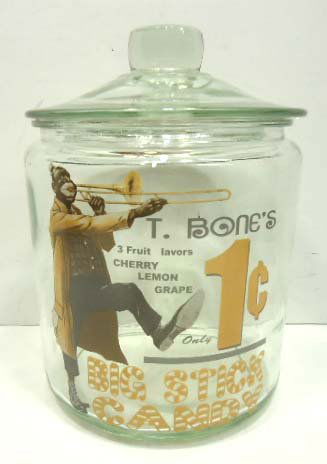 T. BONE'S
3 Fruit lavors
CHERRY
LEMON
GRAPE
Only 1¢
BIG STICK
CANDY